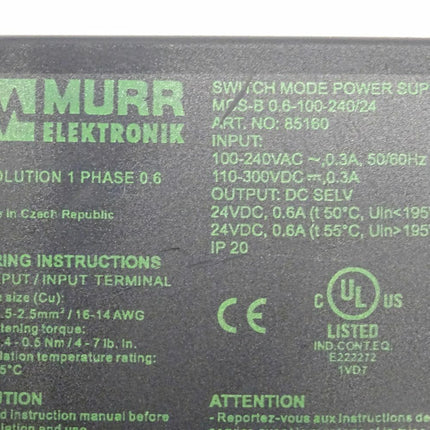 MURR
ELEKTRONIK
OLUTION 1 PHASE 0.6
e in Czech Republic
RING INSTRUCTIONS
PUT / INPUT TERMINAL
e size (Cu):
.5-2.5mm² / 16-14 AWG
tening torque:
.4 - 0.5 Nm / 4 - 7 lb. in.
lation temperature rating:
5°C
UTION
d instruction manual before
SWITCH MODE POWER SUP
MCS-B 0.6-100-240/24
ART. NO: 85160
INPUT:
100-240VAC ~,0.3A, 50/60Hz
110-300VDC ⎓,0.3A
OUTPUT: DC SELV
24VDC, 0.6A (t 50°C, Uin<195
24VDC, 0.6A (t 55°C, Uin>195
IP 20
CE
C UL US
LISTED
IND.CONT.EQ.
E222272
1VD7
ATTENTION
- Reportez-vous aux instructions de